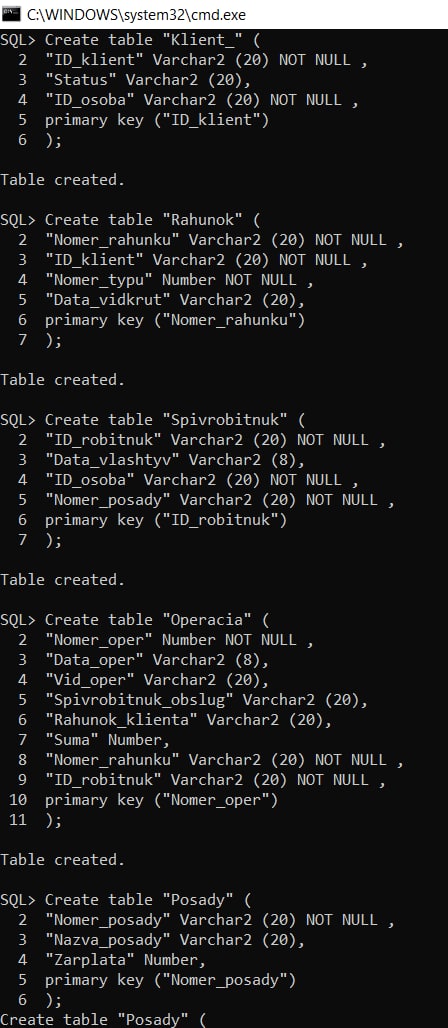 C:\WINDOWS\system32\cmd.exe
SQL> Create table "Klient_" (
2 "ID_klient" Varchar2 (20) NOT NULL ,
3 "Status" Varchar2 (20),
4 "ID_osoba" Varchar2 (20) NOT NULL ,
5 primary key ("ID_klient")
6 );
Table created.
SQL> Create table "Rahunok" (
2 "Nomer_rahunku" Varchar2 (20) NOT NULL ,
3 "ID_klient" Varchar2 (20) NOT NULL ,
4 "Nomer_typu" Number NOT NULL ,
5 "Data_vidkrut" Varchar2 (20),
6 primary key ("Nomer_rahunku")
7 );
Table created.
SQL> Create table "Spivrobitnuk" (
2 "ID_robitnuk" Varchar2 (20) NOT NULL ,
3 "Data_vlashtyv" Varchar2 (8),
4 "ID_osoba" Varchar2 (20) NOT NULL ,
5 "Nomer_posady" Varchar2 (20) NOT NULL ,
6 primary key ("ID_robitnuk")
7 );
Table created.
SQL> Create table "Operacia" (
2 "Nomer_oper" Number NOT NULL ,
3 "Data_oper" Varchar2 (8),
4 "Vid_oper" Varchar2 (20),
5 "Spivrobitnuk_obslug" Varchar2 (20),
6 "Rahunok_klienta" Varchar2 (20),
7 "Suma" Number,
8 "Nomer_rahunku" Varchar2 (20) NOT NULL ,
9 "ID_robitnuk" Varchar2 (20) NOT NULL ,
10 primary key ("Nomer_oper")
11 );
Table created.
SQL> Create table "Posady" (
2 "Nomer_posady" Varchar2 (20) NOT NULL ,
3 "Nazva_posady" Varchar2 (20),
4 "Zarplata" Number,
5 primary key ("Nomer_posady")
6 );
Create table "Posady" (